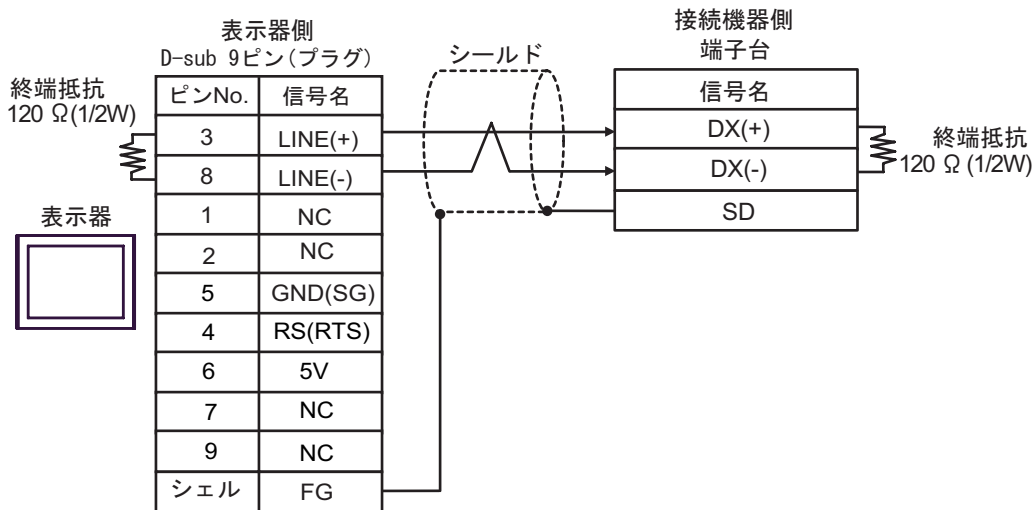 表示器側
D-sub 9ピン(プラグ)
シールド
接続機器側
端子台
終端抵抗
120 Ω(1/2W)
ピンNo. 信号名
3 LINE(+)
8 LINE(-)
1 NC
2 NC
5 GND(SG)
4 RS(RTS)
6 5V
7 NC
9 NC
シェル FG
表示器
信号名
DX(+)
DX(-)
SD
終端抵抗
120 Ω (1/2W)